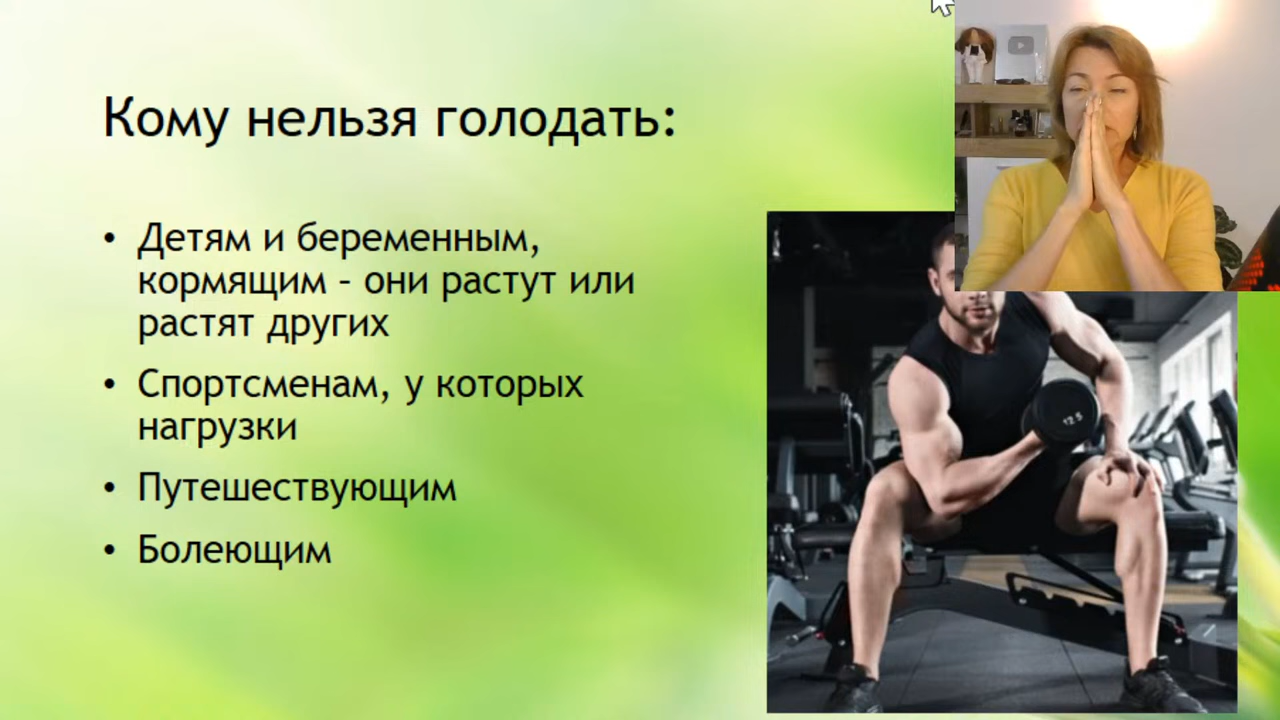 Кому нельзя голодать:
• Детям и беременным,
кормящим – они растут или
растят других
• Спортсменам, у которых
нагрузки
• Путешествующим
• Болеющим
12.5